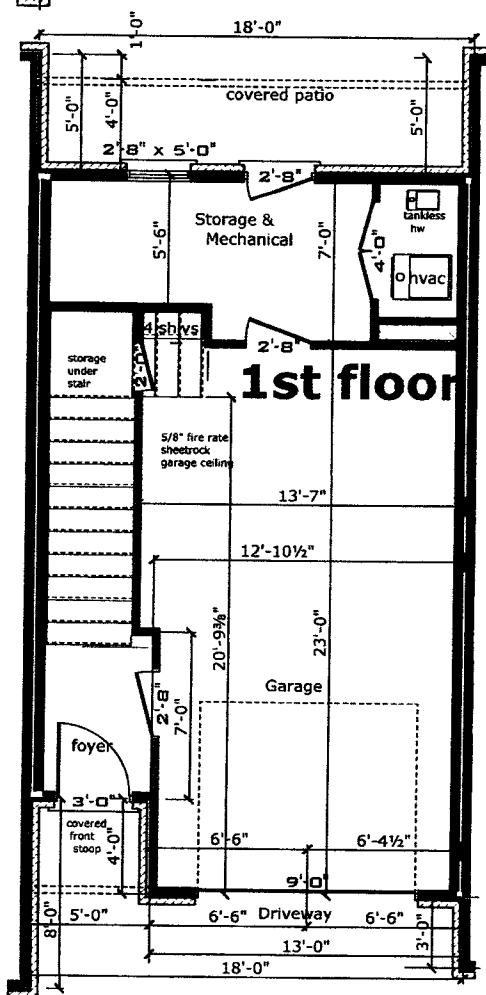 18'-0"
1'-0"
5'-0"
4'-0"
covered patio
5'-0"
2'-8" x 5'-0"
2'-8"
tankless
hw
Storage &
Mechanical
5'-6"
7'-0"
4'-0"
hvac
4 shvs
2'-8"
2'-0"
storage
under
stair
1st floor
5/8" fire rate
sheetrock
garage ceiling
13'-7"
12'-10½"
20'-9⅜"
23'-0"
Garage
2'-8"
7'-0"
foyer
3'-0"
covered
front
stoop
4'-0"
6'-6"
6'-4½"
9'-0"
8'-0"
5'-0"
Driveway
6'-6"
6'-6"
3'-0"
13'-0"
18'-0"